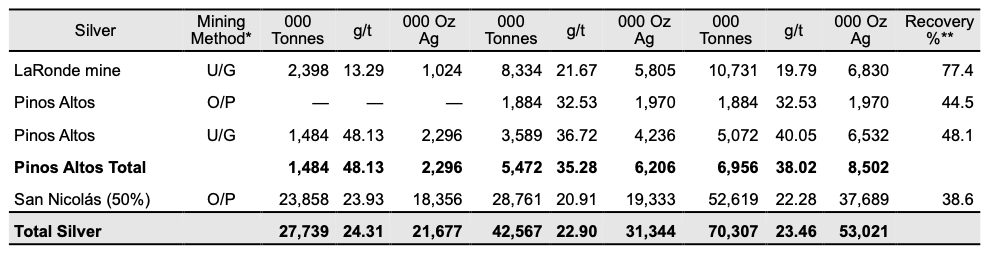 Silver Mining Method* 000 Tonnes g/t 000 Oz Ag 000 Tonnes g/t 000 Oz Ag 000 Tonnes g/t 000 Oz Ag Recovery %**
LaRonde mine U/G 2,398 13.29 1,024 8,334 21.67 5,805 10,731 19.79 6,830 77.4
Pinos Altos O/P — — — 1,884 32.53 1,970 1,884 32.53 1,970 44.5
Pinos Altos U/G 1,484 48.13 2,296 3,589 36.72 4,236 5,072 40.05 6,532 48.1
Pinos Altos Total 1,484 48.13 2,296 5,472 35.28 6,206 6,956 38.02 8,502
San Nicolás (50%) O/P 23,858 23.93 18,356 28,761 20.91 19,333 52,619 22.28 37,689 38.6
Total Silver 27,739 24.31 21,677 42,567 22.90 31,344 70,307 23.46 53,021